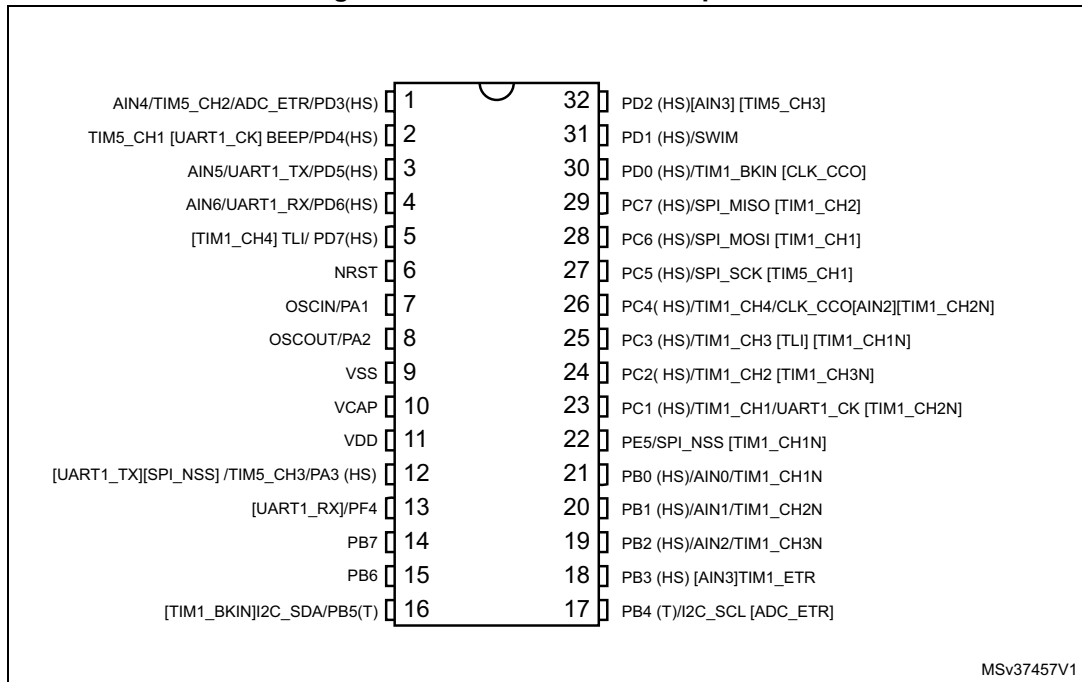 AIN4/TIM5_CH2/ADC_ETR/PD3(HS) 1 32 PD2 (HS)[AIN3] [TIM5_CH3]
TIM5_CH1 [UART1_CK] BEEP/PD4(HS) 2 31 PD1 (HS)/SWIM
AIN5/UART1_TX/PD5(HS) 3 30 PD0 (HS)/TIM1_BKIN [CLK_CCO]
AIN6/UART1_RX/PD6(HS) 4 29 PC7 (HS)/SPI_MISO [TIM1_CH2]
[TIM1_CH4] TLI/ PD7(HS) 5 28 PC6 (HS)/SPI_MOSI [TIM1_CH1]
NRST 6 27 PC5 (HS)/SPI_SCK [TIM5_CH1]
OSCIN/PA1 7 26 PC4( HS)/TIM1_CH4/CLK_CCO[AIN2][TIM1_CH2N]
OSCOUT/PA2 8 25 PC3 (HS)/TIM1_CH3 [TLI] [TIM1_CH1N]
VSS 9 24 PC2( HS)/TIM1_CH2 [TIM1_CH3N]
VCAP 10 23 PC1 (HS)/TIM1_CH1/UART1_CK [TIM1_CH2N]
VDD 11 22 PE5/SPI_NSS [TIM1_CH1N]
[UART1_TX][SPI_NSS] /TIM5_CH3/PA3 (HS) 12 21 PB0 (HS)/AIN0/TIM1_CH1N
[UART1_RX]/PF4 13 20 PB1 (HS)/AIN1/TIM1_CH2N
PB7 14 19 PB2 (HS)/AIN2/TIM1_CH3N
PB6 15 18 PB3 (HS) [AIN3]TIM1_ETR
[TIM1_BKIN]I2C_SDA/PB5(T) 16 17 PB4 (T)/I2C_SCL [ADC_ETR]
MSv37457V1